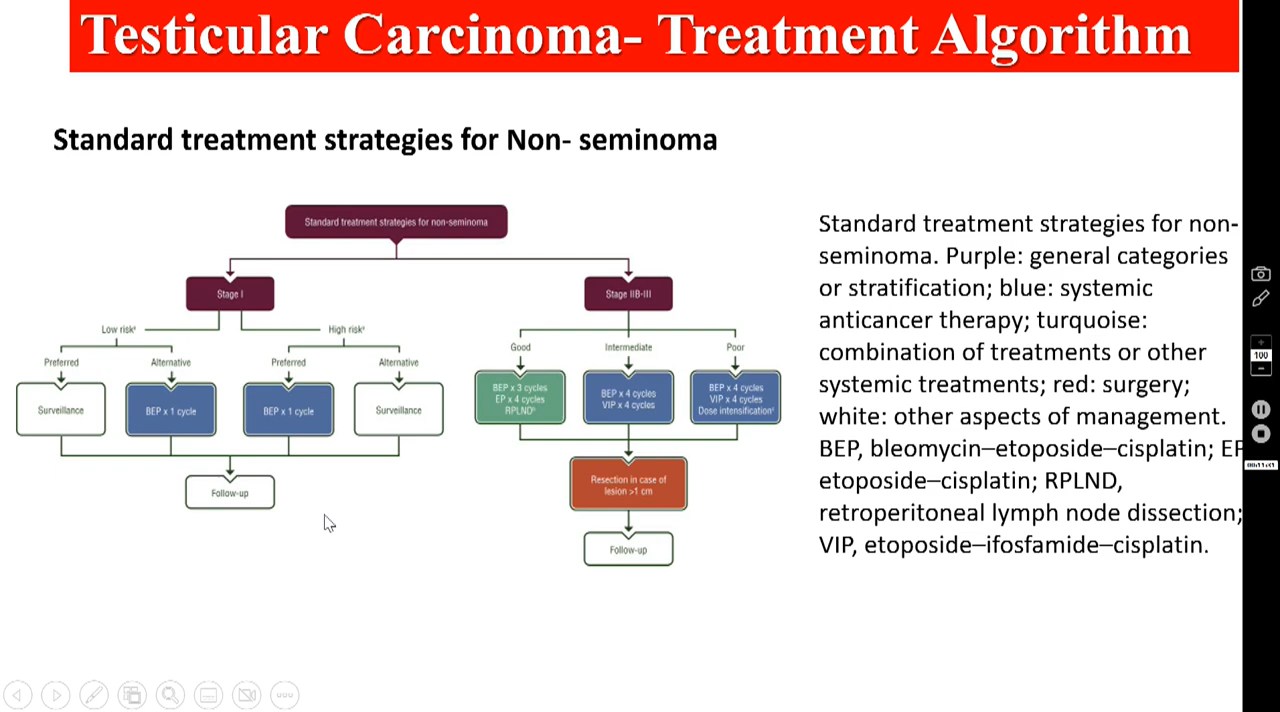 Testicular Carcinoma- Treatment Algorithm
Standard treatment strategies for Non- seminoma
Standard treatment strategies for non-seminoma
Stage I
Stage IIB-III
Low risk
High risk
Preferred
Alternative
Preferred
Alternative
Surveillance
BEP x 1 cycle
BEP x 1 cycle
Surveillance
Follow-up
Good
Intermediate
Poor
BEP x 3 cycles
EP x 4 cycles
RPLND
BEP x 4 cycles
VIP x 4 cycles
BEP x 4 cycles
VIP x 4 cycles
Dose intensification
Resection in case of
lesion >1 cm
Follow-up
Standard treatment strategies for non-
seminoma. Purple: general categories
or stratification; blue: systemic
anticancer therapy; turquoise:
combination of treatments or other
systemic treatments; red: surgery;
white: other aspects of management.
BEP, bleomycin–etoposide–cisplatin; EP
etoposide–cisplatin; RPLND,
retroperitoneal lymph node dissection;
VIP, etoposide–ifosfamide–cisplatin.
100